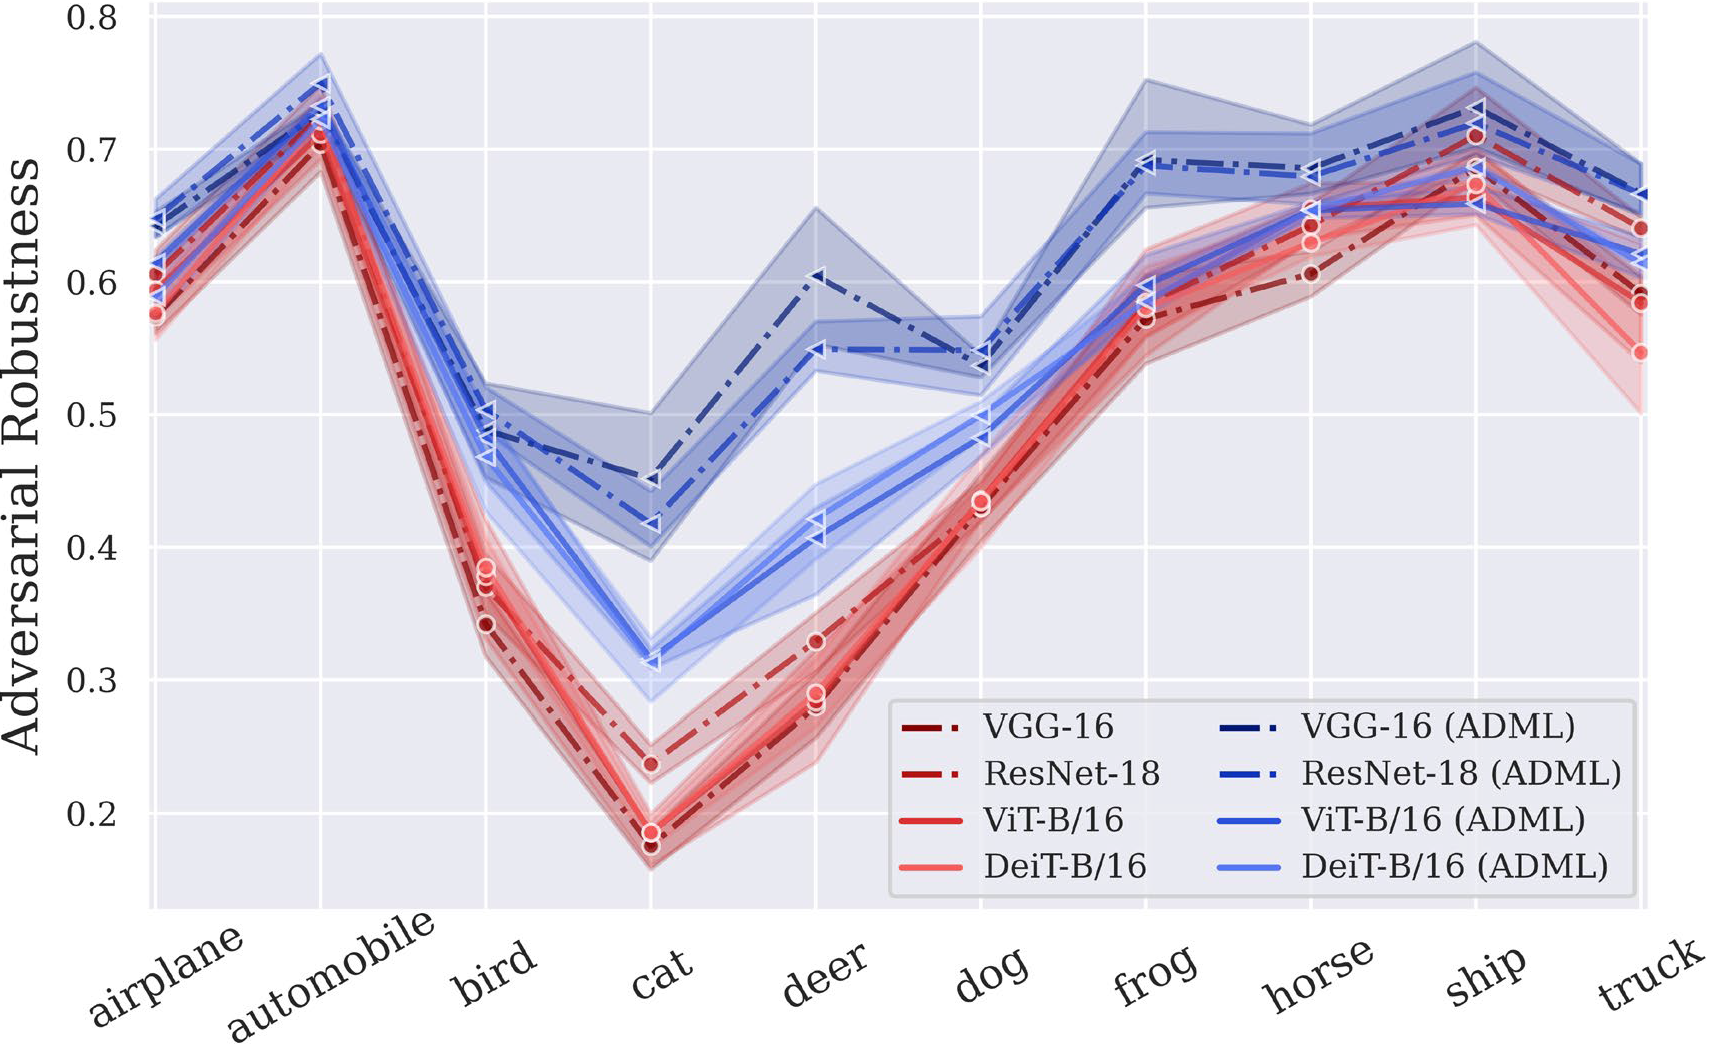 Adversarial Robustness
0.8
0.7
0.6
0.5
0.4
0.3
0.2
VGG-16
ResNet-18
ViT-B/16
DeiT-B/16
VGG-16 (ADML)
ResNet-18 (ADML)
ViT-B/16 (ADML)
DeiT-B/16 (ADML)
airplane
automobile
bird
cat
deer
dog
frog
horse
ship
truck